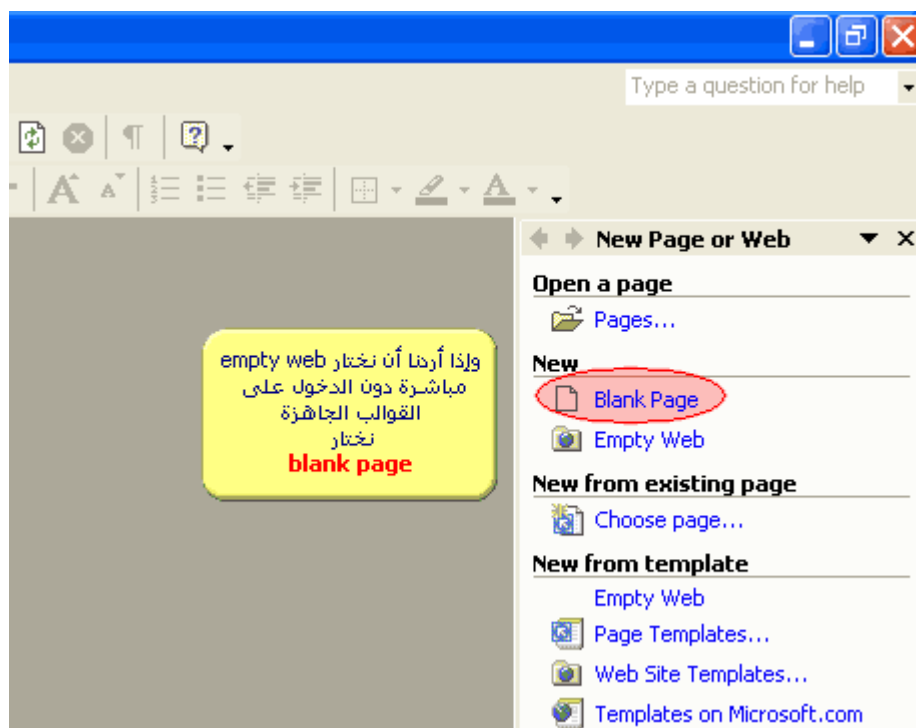 Type a question for help
New Page or Web
Open a page
Pages...
New
Blank Page
Empty Web
New from existing page
Choose page...
New from template
Empty Web
Page Templates...
Web Site Templates...
Templates on Microsoft.com
وإذا أردنا أن نختار empty web
مباشرة دون الدخول على
القوالب الجاهزة
نختار
blank page